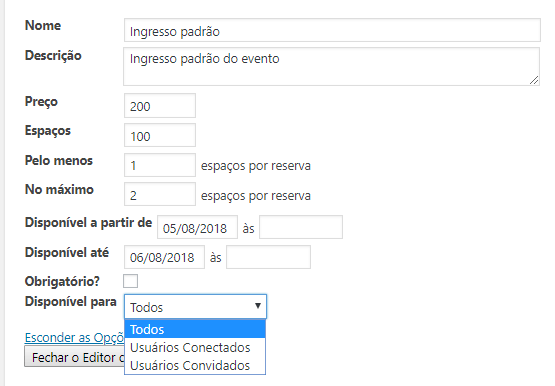 Nome Ingresso padrão
Descrição Ingresso padrão do evento
Preço 200
Espaços 100
Pelo menos 1 espaços por reserva
No máximo 2 espaços por reserva
Disponível a partir de 05/08/2018 às
Disponível até 06/08/2018 às
Obrigatório?
Disponível para Todos
Todos
Usuários Conectados
Usuários Convidados
Esconder as Opçõ
Fechar o Editor